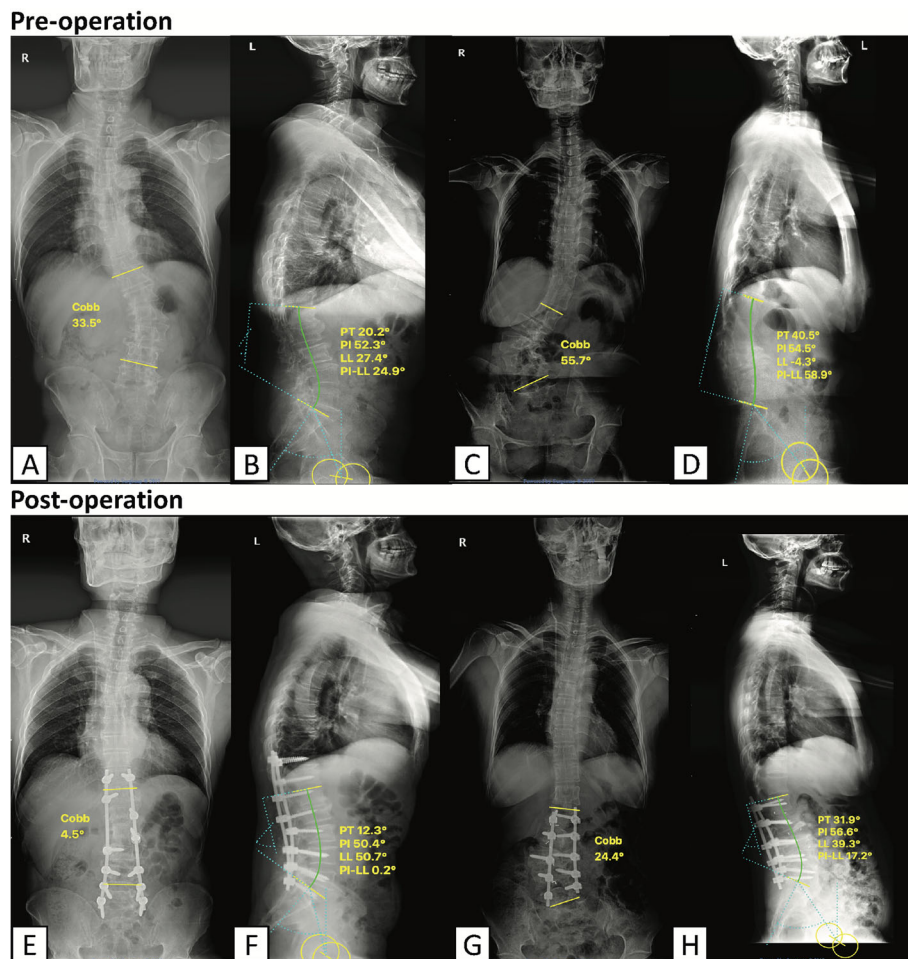 Pre-operation
R
Cobb
33.5°
A
L
PT 20.2°
PI 52.3°
LL 27.4°
PI-LL 24.9°
B
R
Cobb
55.7°
C
L
PT 40.5°
PI 54.5°
LL -4.3°
PI-LL 58.9°
D
Post-operation
R
Cobb
4.5°
E
L
PT 12.3°
PI 50.4°
LL 50.7°
PI-LL 0.2°
F
R
Cobb
24.4°
G
L
PT 31.9°
PI 56.6°
LL 39.3°
PI-LL 17.2°
H